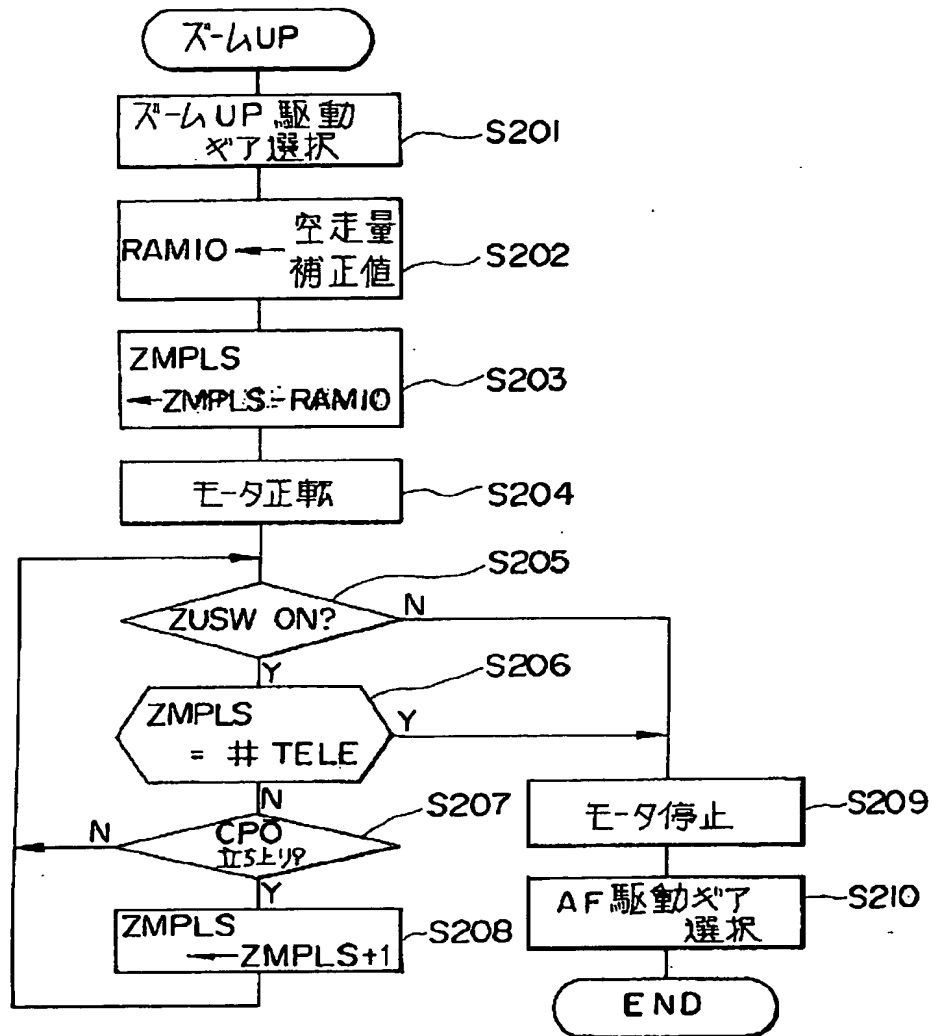 ズームUP
ズームUP駆動
ギア選択
S201
RAM10 ← 空走量
補正値
S202
ZMPLS
←ZMPLS-RAM10
S203
モータ正転
S204
S205
ZUSW ON?
N
Y
S206
ZMPLS
= # TELE
Y
N
S207
CPO
立ち上り?
N
Y
ZMPLS
←ZMPLS+1
S208
モータ停止
S209
AF駆動ギア
選択
S210
END